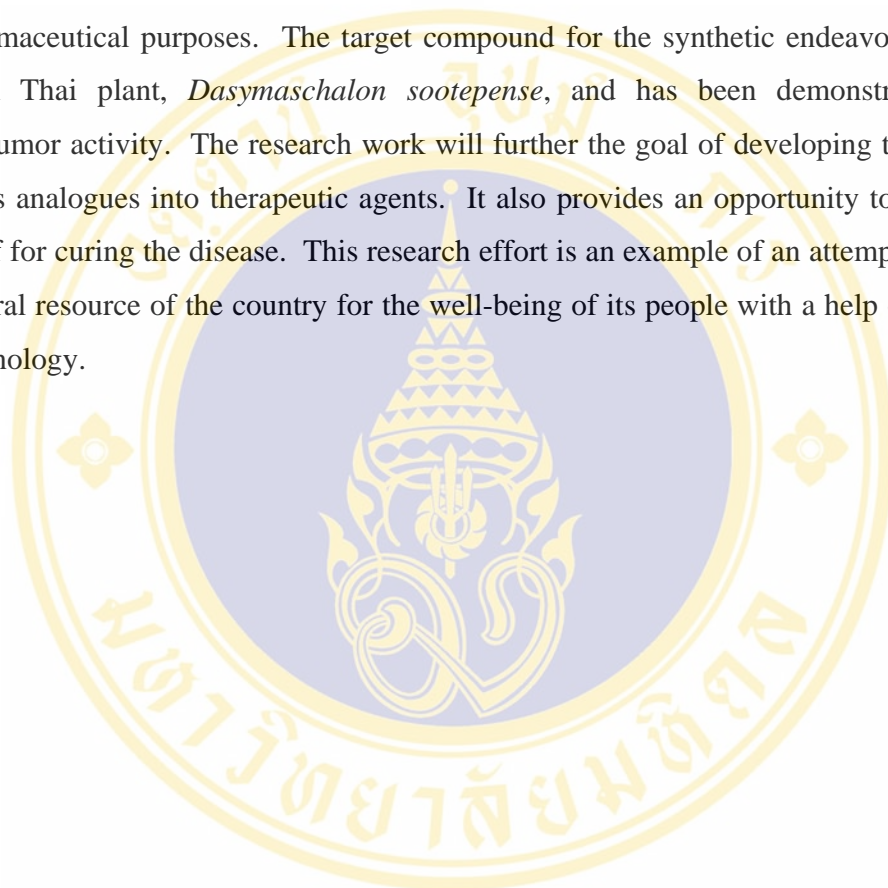 maceutical purposes. The target compound for the synthetic endeavo
Thai plant, Dasymaschalon sootepense, and has been demonstr
umor activity. The research work will further the goal of developing t
s analogues into therapeutic agents. It also provides an opportunity to
f for curing the disease. This research effort is an example of an attemp
ral resource of the country for the well-being of its people with a help
nology.
มหาวิทยาลัยมหิดล